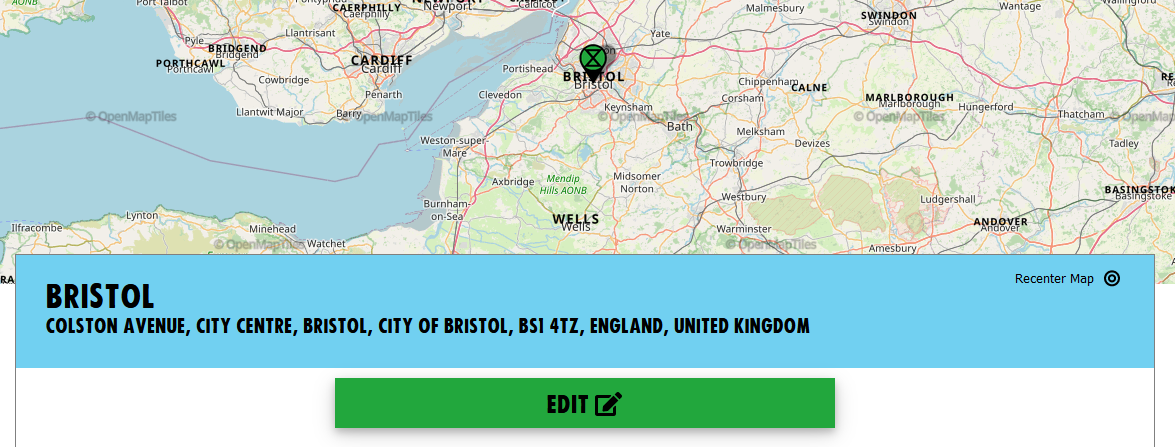 AONB
Port Talbot
CAERPHILLY
Caerphilly
Newport
Caldicot
Malmesbury
SWINDON
Wantage
Pyle
Llantrisant
BRIDGEND
Bridgend
PORTHCAWL
Porthcawl
CARDIFF
Cardiff
Yate
Portishead
BRISTOL
Bristol
Cowbridge
Penarth
Clevedon
Keynsham
Chippenham
CALNE
Corsham
MARLBOROUGH
Marlborough
Hungerford
Thatcham
Llantwit Major
Barry
© OpenMapTiles
OpenMapTiles
© OpenMapTiles
© OpenMapTiles
© OpenMap
Bath
Weston-super-
Mare
Melksham
Devizes
Tadley
Trowbridge
Axbridge
Mendip
Hills AONB
Midsomer
Norton
Westbury
Ludgershall
BASINGSTOK
Basingstoke
Burnham-
on-Sea
WELLS
Wells
Lynton
Ilfracombe
Minehead
Warminster
ANDOVER
Andover
© OpenMapTiles
Watchet
© OpenMapTiles
Amesbury
RA
Recenter Map
BRISTOL
COLSTON AVENUE, CITY CENTRE, BRISTOL, CITY OF BRISTOL, BS1 4TZ, ENGLAND, UNITED KINGDOM
EDIT